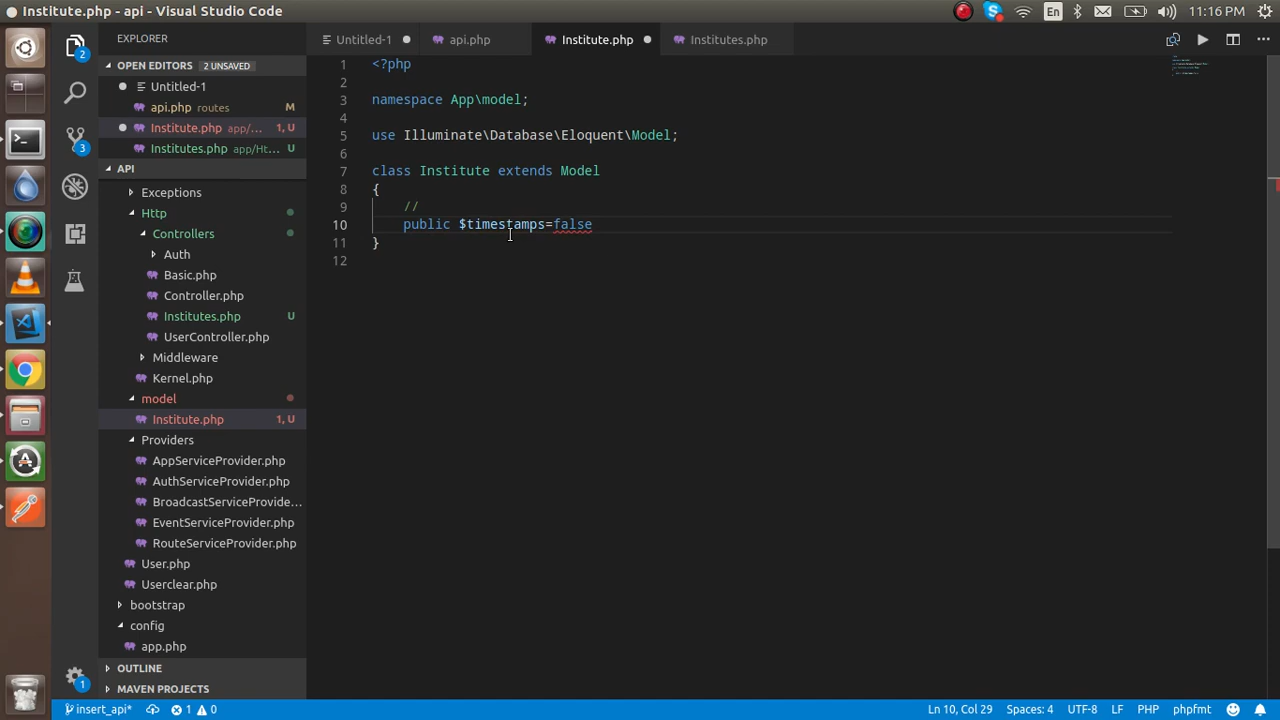 Institute.php - api - Visual Studio Code
En
11:16 PM
EXPLORER
Untitled-1
api.php
Institute.php
Institutes.php
OPEN EDITORS
2 UNSAVED
Untitled-1
api.php routes M
Institute.php app/... 1, U
Institutes.php app/Ht... U
API
Exceptions
Http
Controllers
Auth
Basic.php
Controller.php
Institutes.php U
UserController.php
Middleware
Kernel.php
model
Institute.php 1, U
Providers
AppServiceProvider.php
AuthServiceProvider.php
BroadcastServiceProvide...
EventServiceProvider.php
RouteServiceProvider.php
User.php
Userclear.php
bootstrap
config
app.php
OUTLINE
MAVEN PROJECTS
2
3
1
1 <?php
2
3 namespace App\model;
4
5 use Illuminate\Database\Eloquent\Model;
6
7 class Institute extends Model
8 {
9 //
10 public $timestamps=false
11 }
12
insert_api*
1
0
Ln 10, Col 29
Spaces: 4
UTF-8
LF
PHP
phpfmt